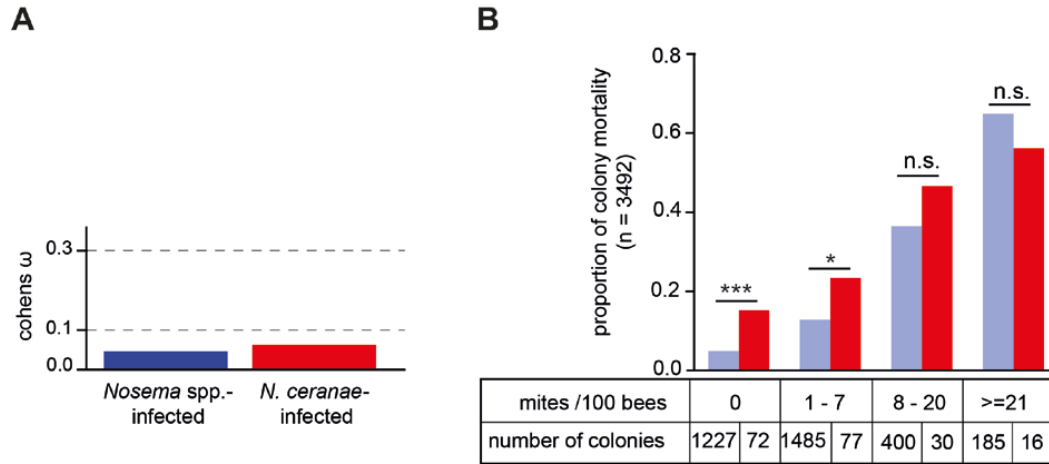 A
cohens ω
0.3
0.1
0.0
Nosema spp.-
infected
N. ceranae-
infected
B
proportion of colony mortality
(n = 3492)
0.8
0.6
0.4
0.2
0.0
***
*
n.s.
n.s.
mites /100 bees 0 1 - 7 8 - 20 >=21
number of colonies 1227 72 1485 77 400 30 185 16